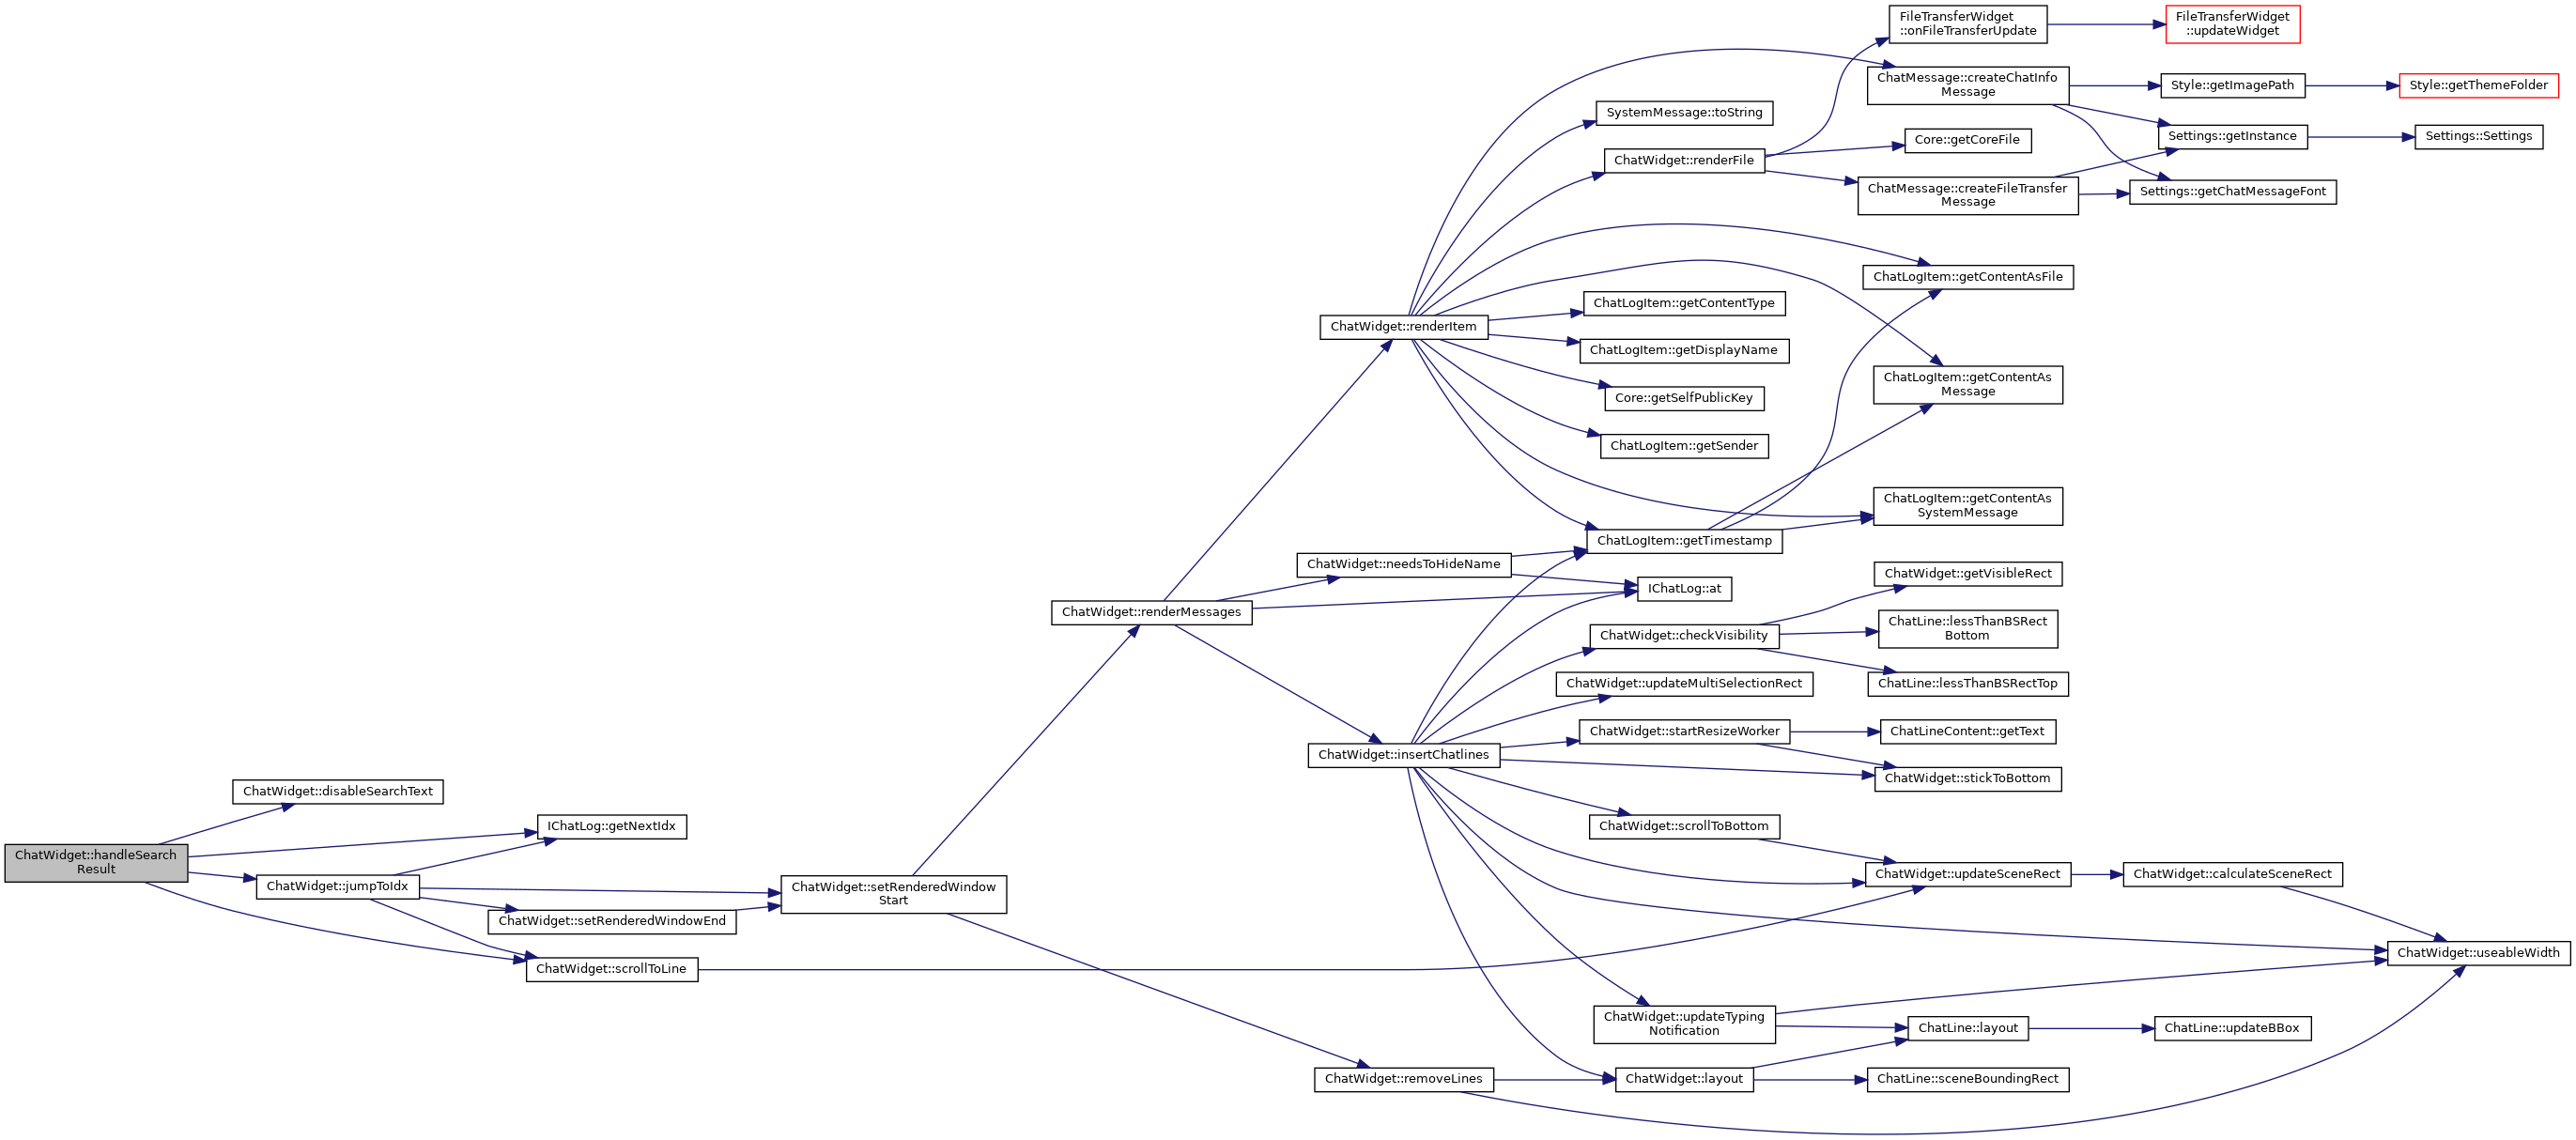 FileTransferWidget
::onFileTransferUpdate
FileTransferWidget
::updateWidget
ChatMessage::createChatInfo
Message
Style::getImagePath
Style::getThemeFolder
SystemMessage::toString
Settings::getInstance
Settings::Settings
Core::getCoreFile
ChatWidget::renderFile
ChatMessage::createFileTransfer
Message
Settings::getChatMessageFont
ChatLogItem::getContentAsFile
ChatLogItem::getContentType
ChatWidget::renderItem
ChatLogItem::getDisplayName
ChatLogItem::getContentAs
Message
Core::getSelfPublicKey
ChatLogItem::getSender
ChatLogItem::getContentAs
SystemMessage
ChatLogItem::getTimestamp
ChatWidget::needsToHideName
ChatWidget::getVisibleRect
IChatLog::at
ChatWidget::renderMessages
ChatLine::lessThanBSRect
Bottom
ChatWidget::checkVisibility
ChatWidget::updateMultiSelectionRect
ChatLine::lessThanBSRectTop
ChatWidget::startResizeWorker
ChatLineContent::getText
ChatWidget::insertChatlines
ChatWidget::stickToBottom
ChatWidget::disableSearchText
IChatLog::getNextIdx
ChatWidget::scrollToBottom
ChatWidget::handleSearch
Result
ChatWidget::updateSceneRect
ChatWidget::calculateSceneRect
ChatWidget::jumpToIdx
ChatWidget::setRenderedWindow
Start
ChatWidget::setRenderedWindowEnd
ChatWidget::useableWidth
ChatWidget::scrollToLine
ChatWidget::updateTyping
Notification
ChatLine::layout
ChatLine::updateBBox
ChatWidget::removeLines
ChatWidget::layout
ChatLine::sceneBoundingRect